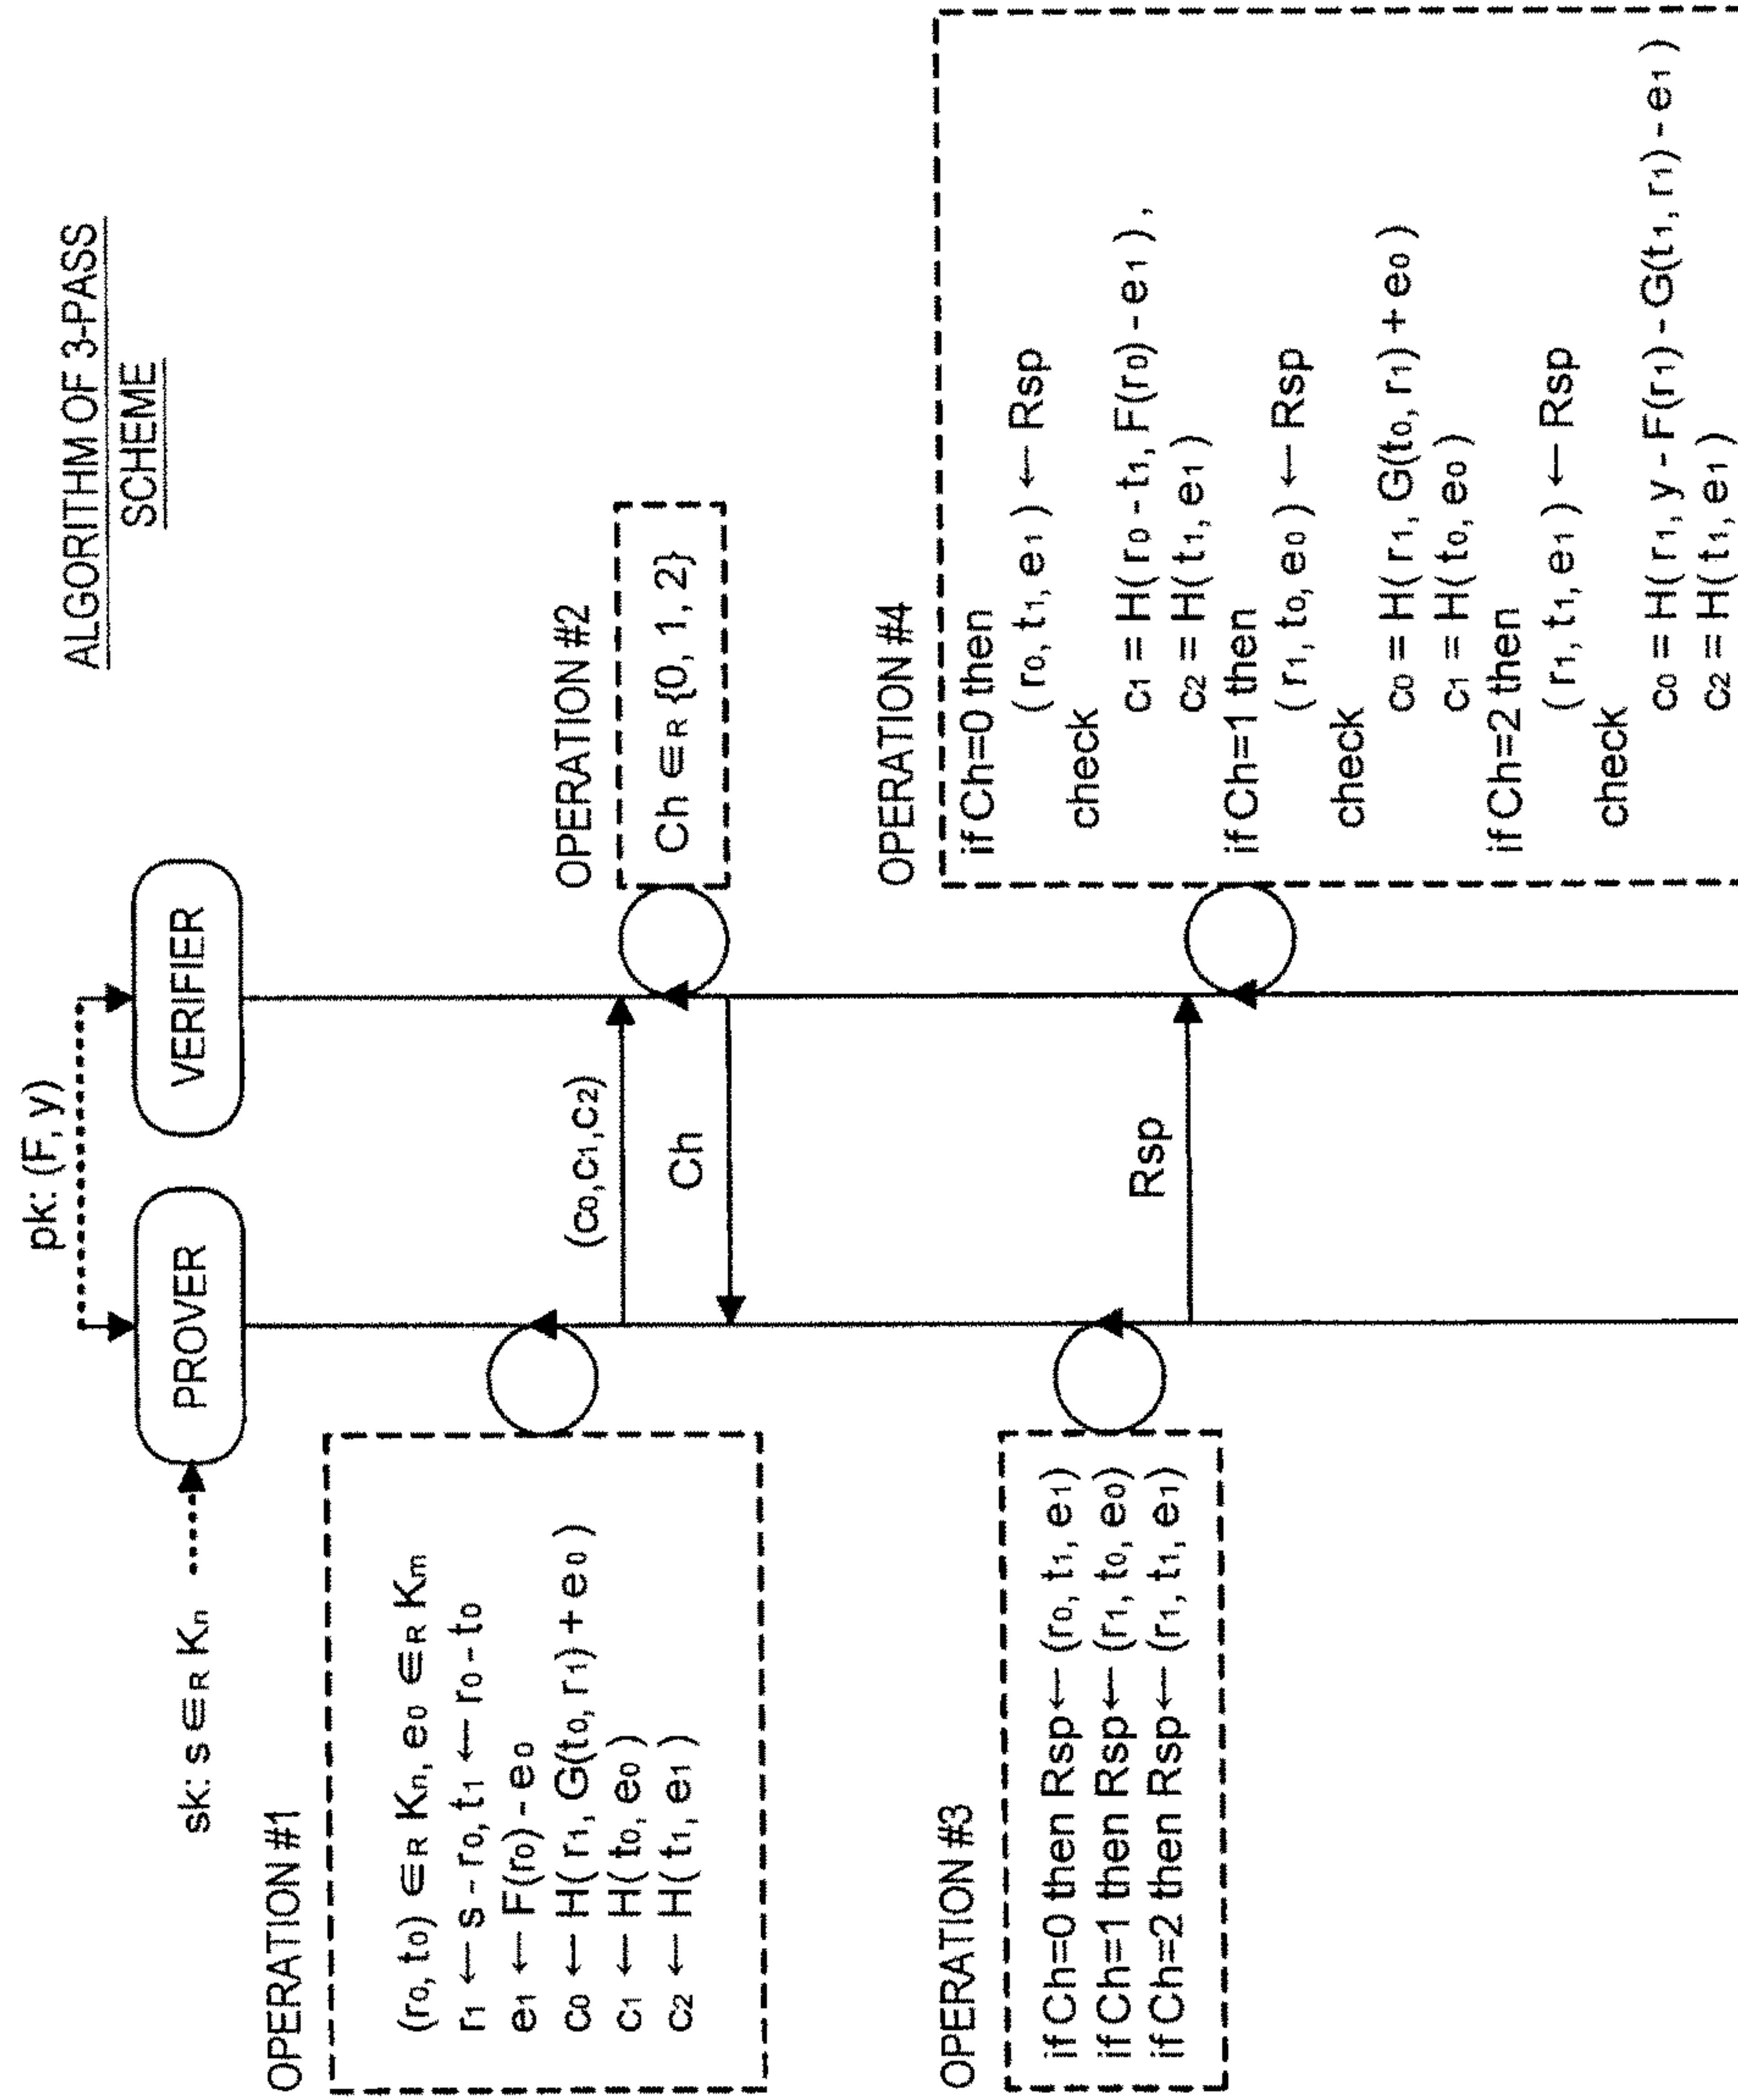 ALGORITHM OF 3-PASS
SCHEME
pk: (F, y)
sk: s ∈R Kn
PROVER
VERIFIER
OPERATION #1
(r0, t0) ∈R Kn, e0 ∈R Km
r1 ← s - r0, t1 ← r0 - t0
e1 ← F(r0) - e0
c0 ← H( r1, G(t0, r1) + e0 )
c1 ← H( t0, e0 )
c2 ← H( t1, e1 )
(c0,c1,c2)
OPERATION #2
Ch ∈R {0, 1, 2}
Ch
OPERATION #3
if Ch=0 then Rsp ← (r0, t1, e1)
if Ch=1 then Rsp ← (r1, t0, e0)
if Ch=2 then Rsp ← (r1, t1, e1)
Rsp
OPERATION #4
if Ch=0 then
( r0, t1, e1 ) ← Rsp
check
c1 = H( r0 - t1, F(r0) - e1 ) ,
c2 = H( t1, e1 )
if Ch=1 then
( r1, t0, e0 ) ← Rsp
check
c0 = H( r1, G(t0, r1) + e0 )
c1 = H( t0, e0 )
if Ch=2 then
( r1, t1, e1 ) ← Rsp
check
c0 = H( r1, y - F(r1) - G(t1, r1) - e1 )
c2 = H( t1, e1 )